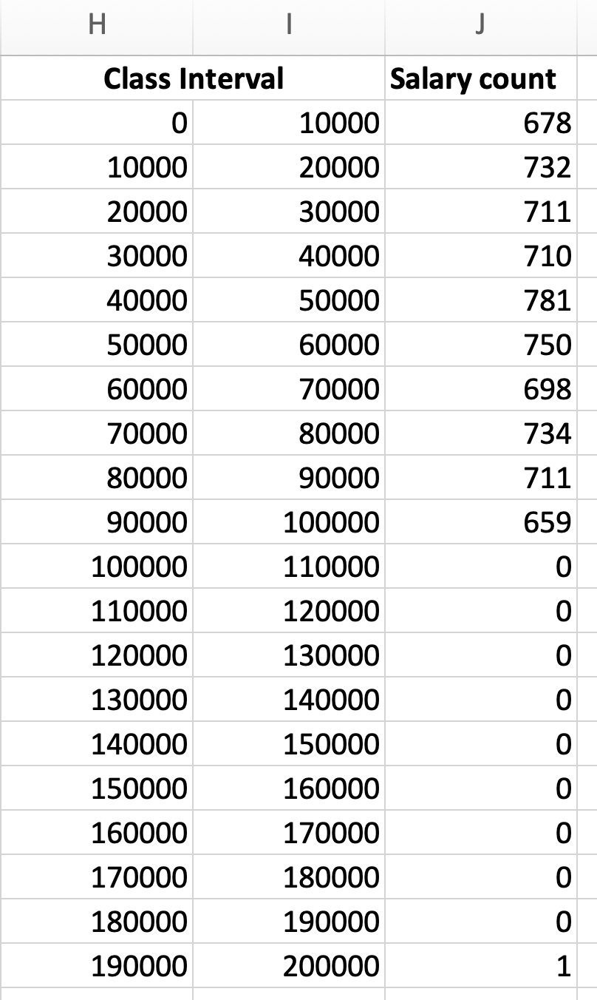 H I J
Class Interval Salary count
0 10000 678
10000 20000 732
20000 30000 711
30000 40000 710
40000 50000 781
50000 60000 750
60000 70000 698
70000 80000 734
80000 90000 711
90000 100000 659
100000 110000 0
110000 120000 0
120000 130000 0
130000 140000 0
140000 150000 0
150000 160000 0
160000 170000 0
170000 180000 0
180000 190000 0
190000 200000 1